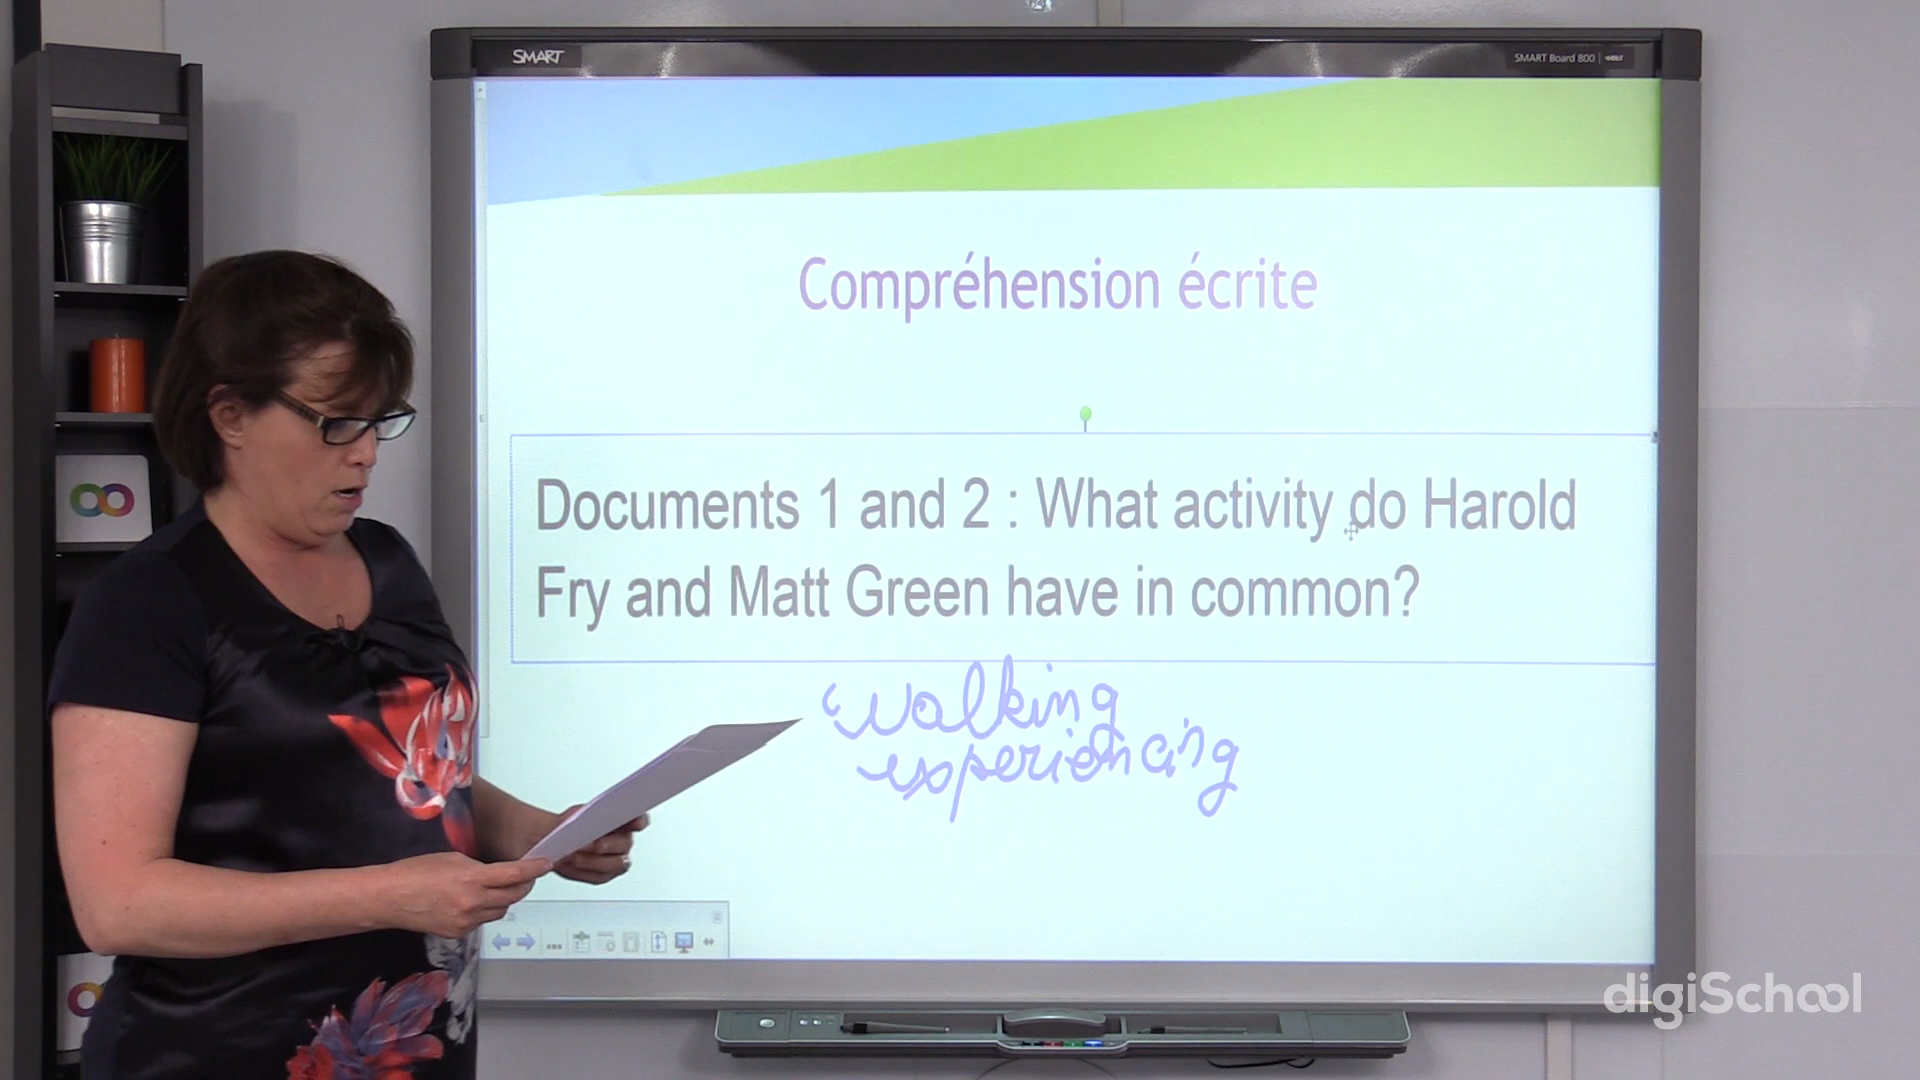 SMART
SMART Board 800
Compréhension écrite
Documents 1 and 2 : What activity do Harold
Fry and Matt Green have in common?
walking
experiencing
digiSchool